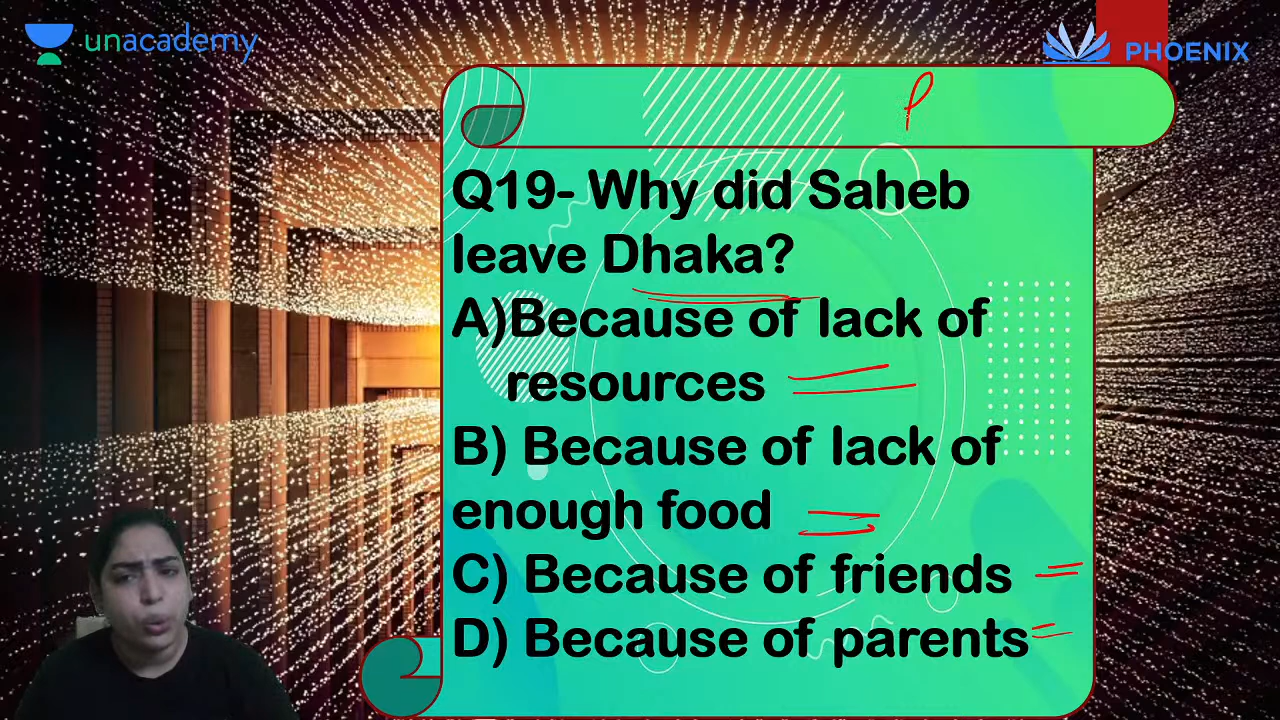 unacademy
PHOENIX
P
Q19- Why did Saheb
leave Dhaka?
A)Because of lack of
resources
B) Because of lack of
enough food
C) Because of friends
D) Because of parents